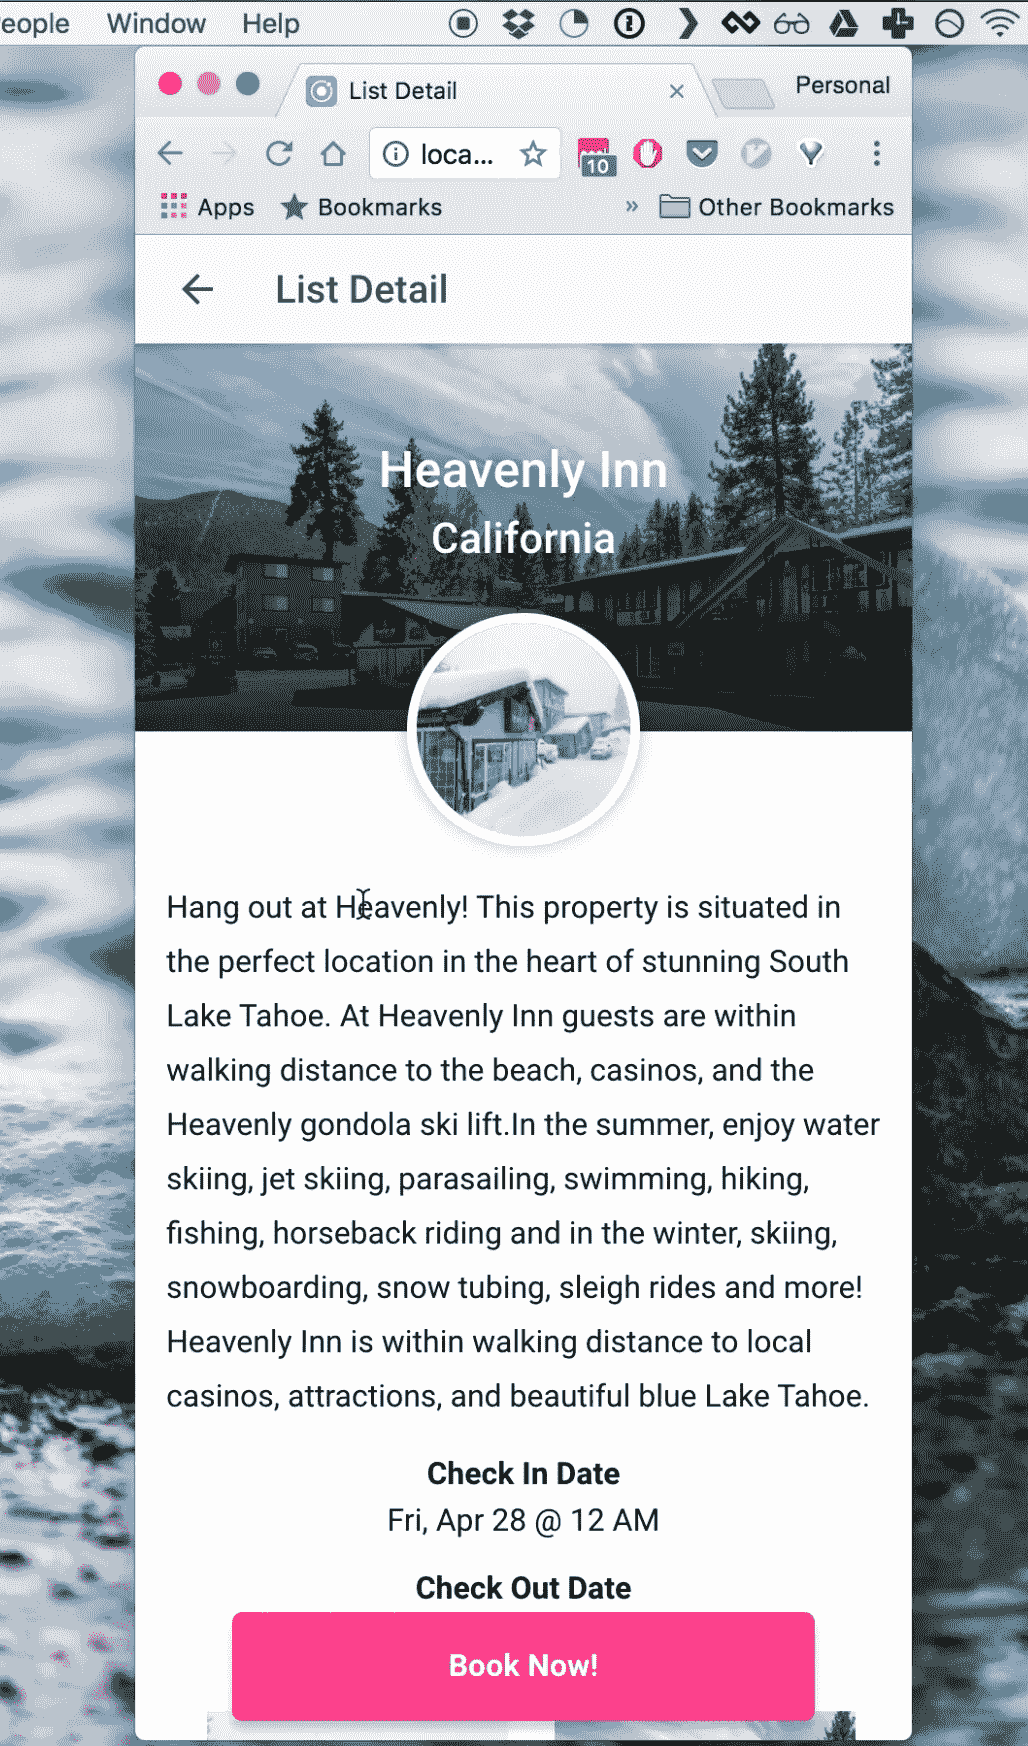 eople Window Help
List Detail
Personal
loca...
10
Apps Bookmarks » Other Bookmarks
List Detail
Heavenly Inn
California
Hang out at Heavenly! This property is situated in
the perfect location in the heart of stunning South
Lake Tahoe. At Heavenly Inn guests are within
walking distance to the beach, casinos, and the
Heavenly gondola ski lift.In the summer, enjoy water
skiing, jet skiing, parasailing, swimming, hiking,
fishing, horseback riding and in the winter, skiing,
snowboarding, snow tubing, sleigh rides and more!
Heavenly Inn is within walking distance to local
casinos, attractions, and beautiful blue Lake Tahoe.
Check In Date
Fri, Apr 28 @ 12 AM
Check Out Date
Book Now!